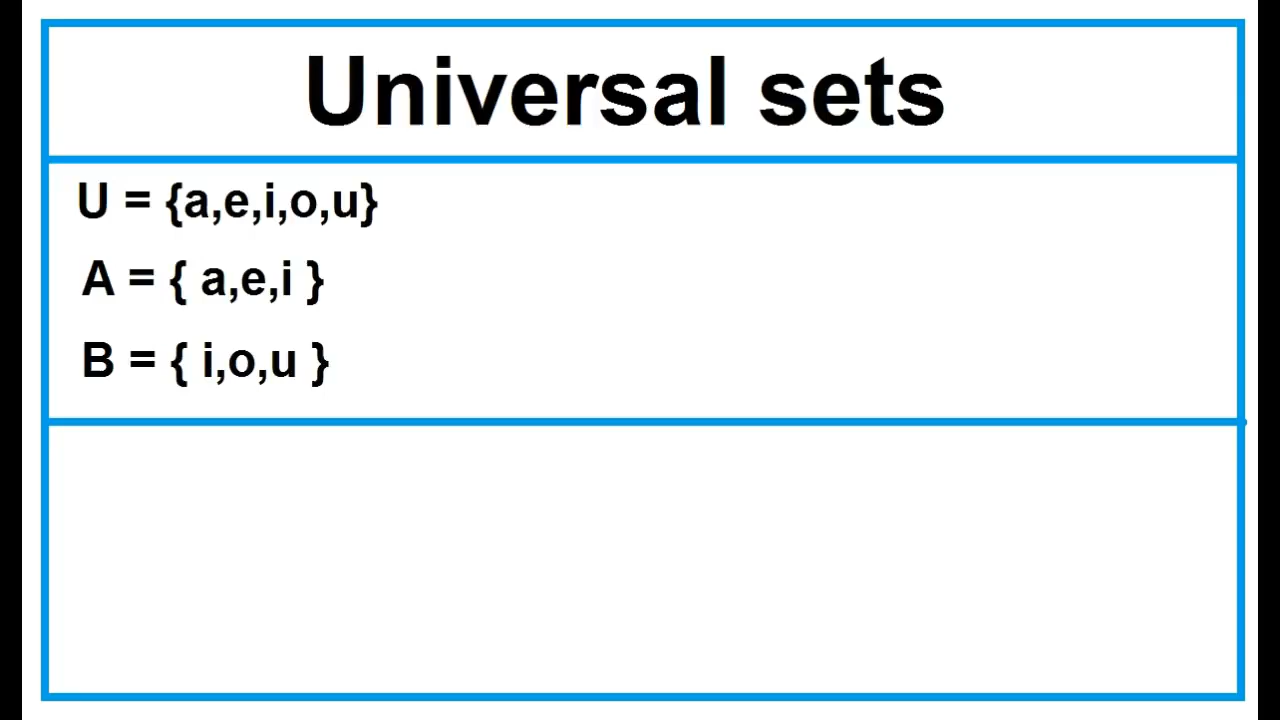 Universal sets
U = {a,e,i,o,u}
A = { a,e,i }
B = { i,o,u }